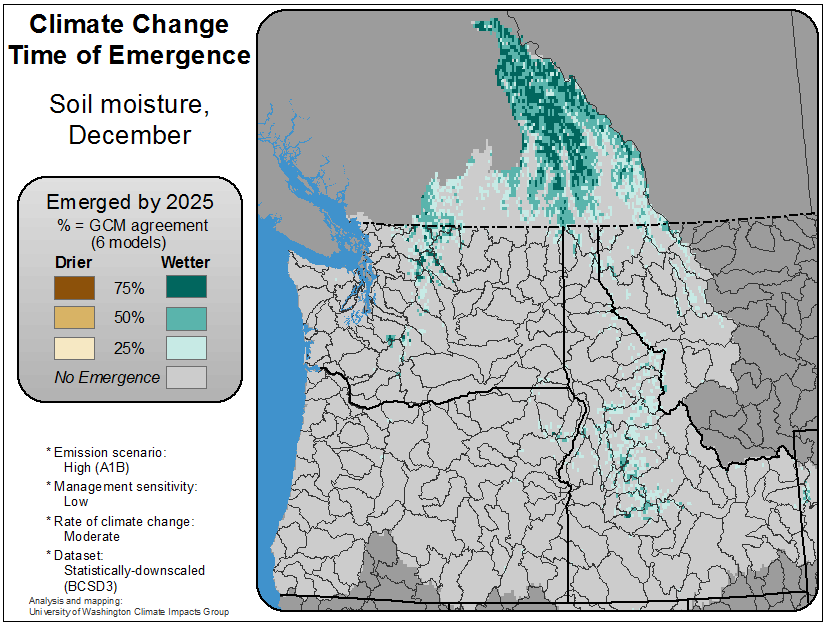 Climate Change
Time of Emergence
Soil moisture,
December
Emerged by 2025
% = GCM agreement
(6 models)
Drier Wetter
75%
50%
25%
No Emergence
* Emission scenario:
High (A1B)
* Management sensitivity:
Low
* Rate of climate change:
Moderate
* Dataset:
Statistically-downscaled
(BCSD3)
Analysis and mapping:
University of Washington Climate Impacts Group